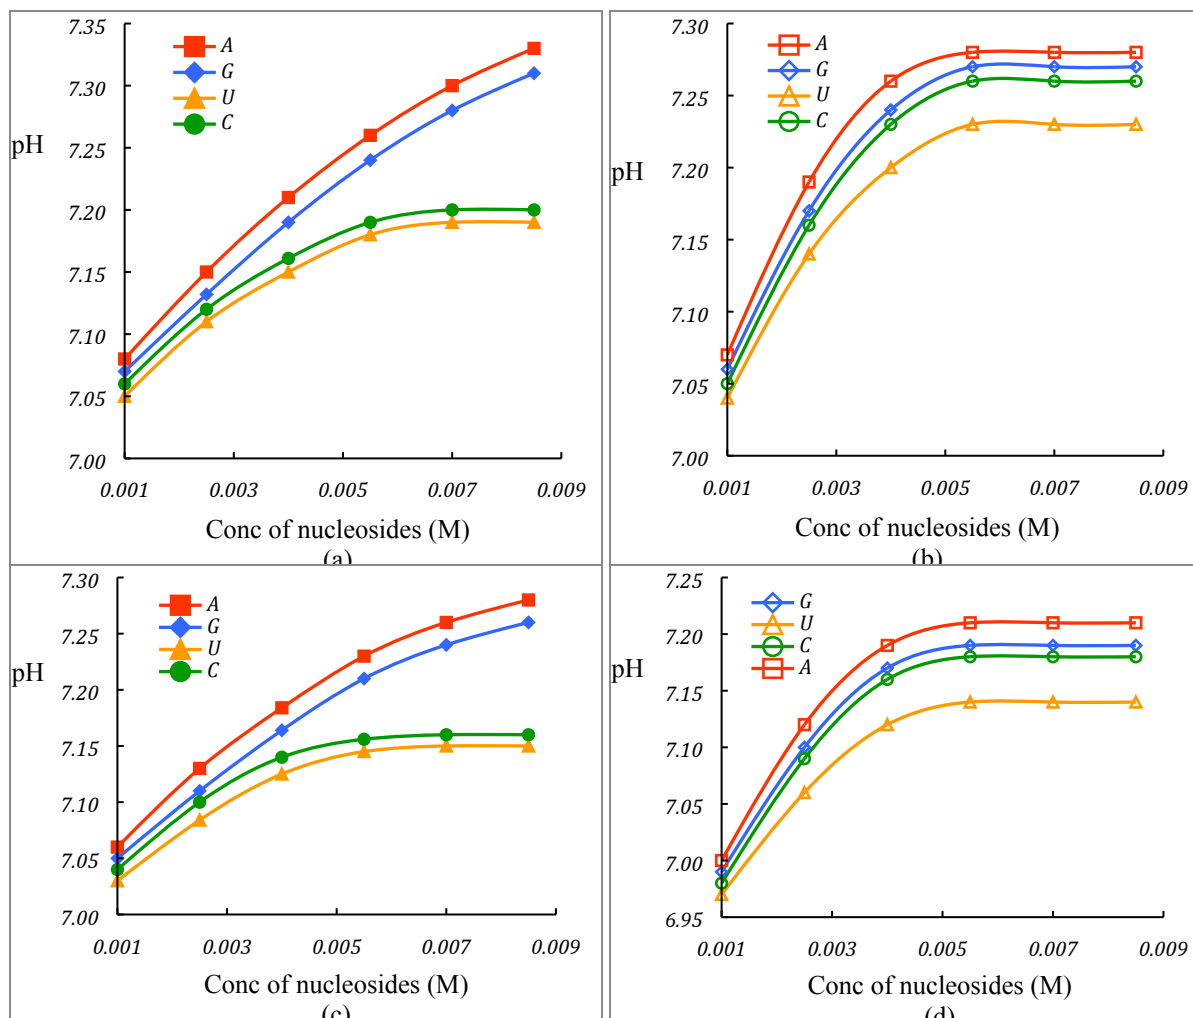 7.35
A
G
U
C
7.30
7.25
pH
7.20
7.15
7.10
7.05
7.00
0.001 0.003 0.005 0.007 0.009
Conc of nucleosides (M)
(a)
7.30
A
G
U
C
7.25
pH
7.20
7.15
7.10
7.05
7.00
0.001 0.003 0.005 0.007 0.009
Conc of nucleosides (M)
(b)
7.30
A
G
U
C
7.25
pH
7.20
7.15
7.10
7.05
7.00
0.001 0.003 0.005 0.007 0.009
Conc of nucleosides (M)
(c)
7.25
G
U
C
A
7.20
pH
7.15
7.10
7.05
7.00
6.95
0.001 0.003 0.005 0.007 0.009
Conc of nucleosides (M)
(d)